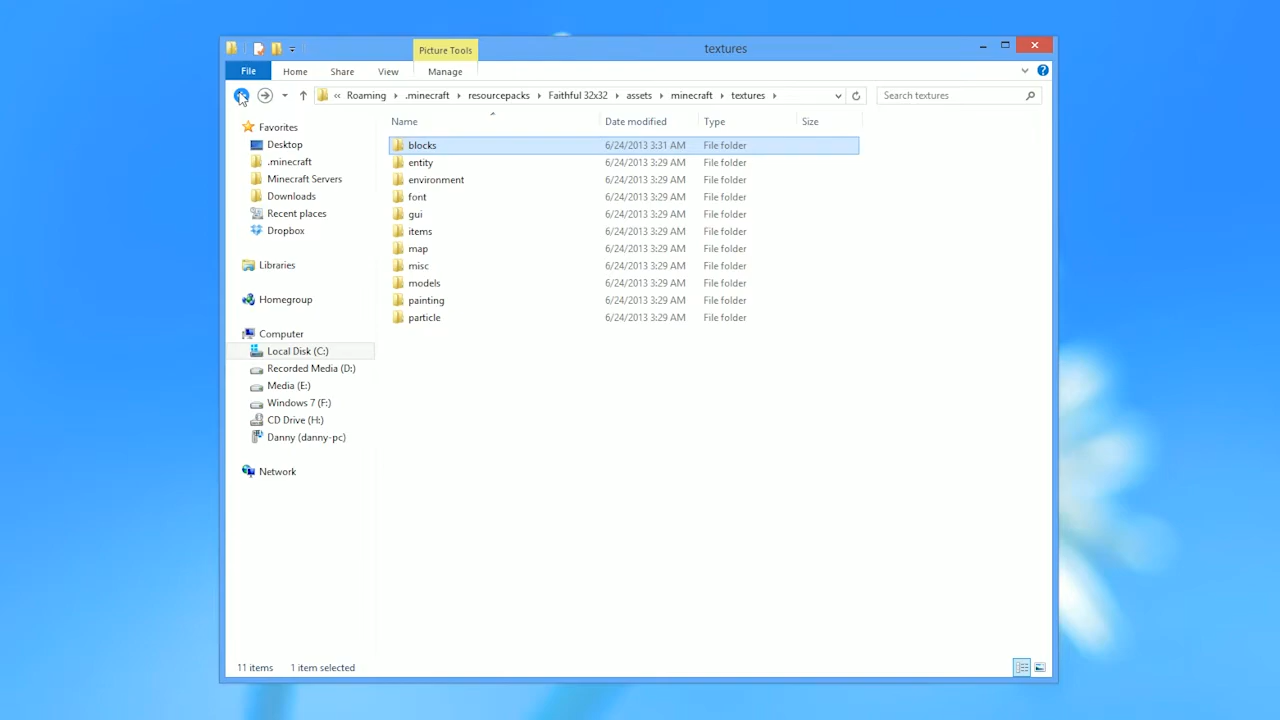 Picture Tools
textures
File Home Share View Manage
« Roaming .minecraft resourcepacks Faithful 32x32 assets minecraft textures
Search textures
Favorites
Desktop
.minecraft
Minecraft Servers
Downloads
Recent places
Dropbox
Libraries
Homegroup
Computer
Local Disk (C:)
Recorded Media (D:)
Media (E:)
Windows 7 (F:)
CD Drive (H:)
Danny (danny-pc)
Network
Name Date modified Type Size
blocks 6/24/2013 3:31 AM File folder
entity 6/24/2013 3:29 AM File folder
environment 6/24/2013 3:29 AM File folder
font 6/24/2013 3:29 AM File folder
gui 6/24/2013 3:29 AM File folder
items 6/24/2013 3:29 AM File folder
map 6/24/2013 3:29 AM File folder
misc 6/24/2013 3:29 AM File folder
models 6/24/2013 3:29 AM File folder
painting 6/24/2013 3:29 AM File folder
particle 6/24/2013 3:29 AM File folder
11 items 1 item selected